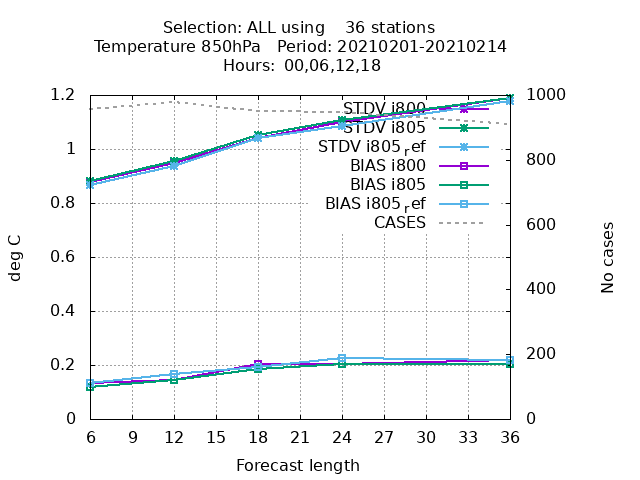 Selection: ALL using    36 stations
Temperature 850hPa   Period: 20210201-20210214
Hours: 00,06,12,18
1.2
1
0.8
0.6
0.4
0.2
0
deg C
STDV i800
STDV i805
STDV i805ref
BIAS i800
BIAS i805
BIAS i805ref
CASES
1000
800
600
400
200
0
No cases
6 9 12 15 18 21 24 27 30 33 36
Forecast length